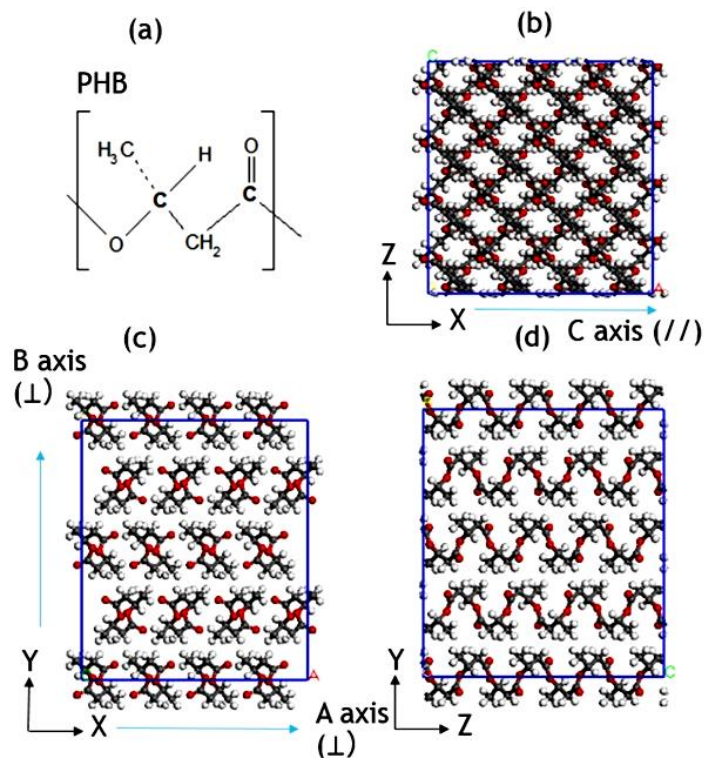 (a)
PHB
H₃C
H
O
C
C
O
CH₂
(b)
C
A
Z
X
C axis (//)
(c)
B axis
(⊥)
A
Y
X
A axis
(⊥)
(d)
C
Y
Z